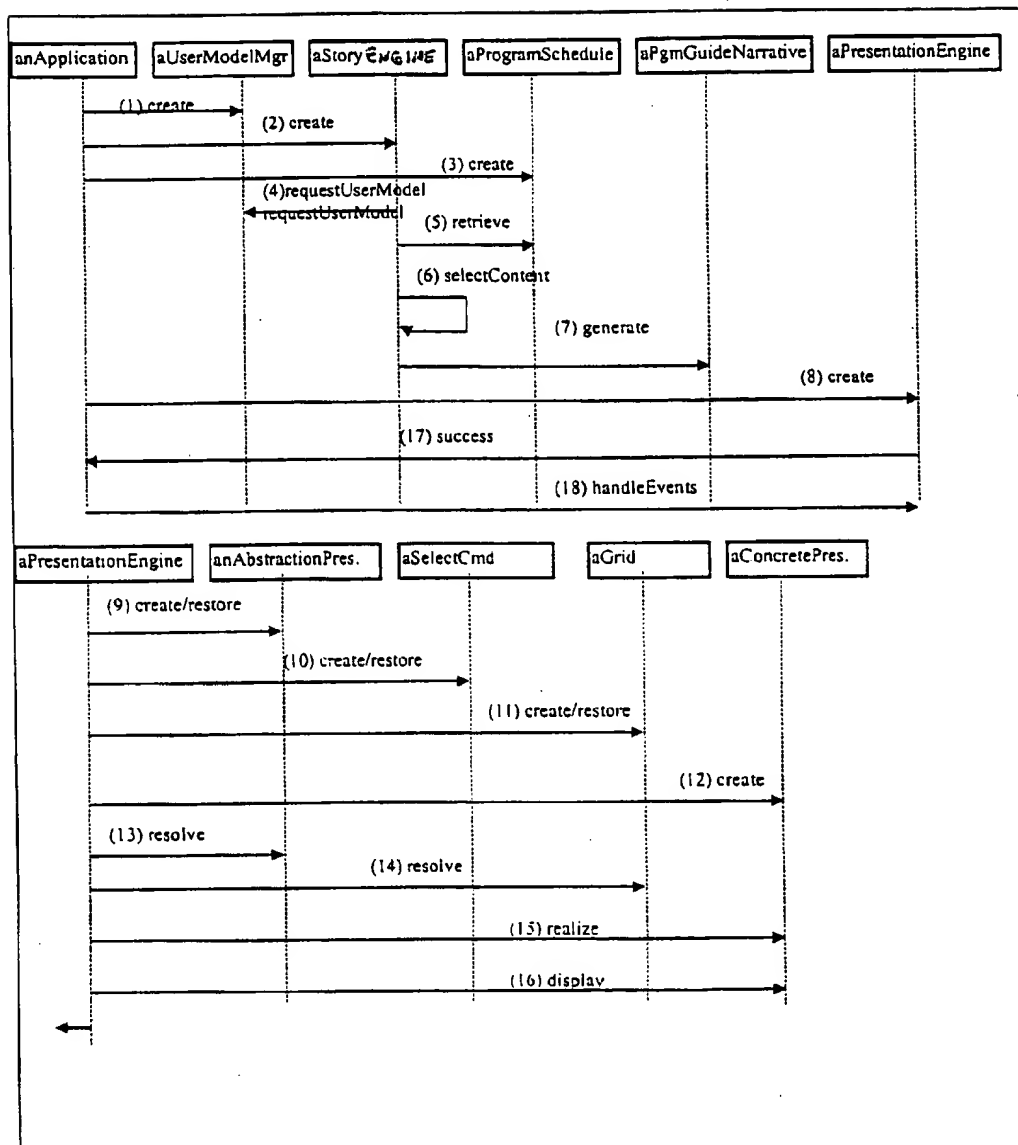 anApplication
aUserModelMgr
aStory ENGINE
aProgramSchedule
aPgmGuideNarrative
aPresentationEngine
(1) create
(2) create
(3) create
(4)requestUserModel
requestUserModel
(5) retrieve
(6) selectContent
(7) generate
(8) create
(17) success
(18) handleEvents
aPresentationEngine
anAbstractionPres.
aSelectCmd
aGrid
aConcretePres.
(9) create/restore
(10) create/restore
(11) create/restore
(12) create
(13) resolve
(14) resolve
(15) realize
(16) display